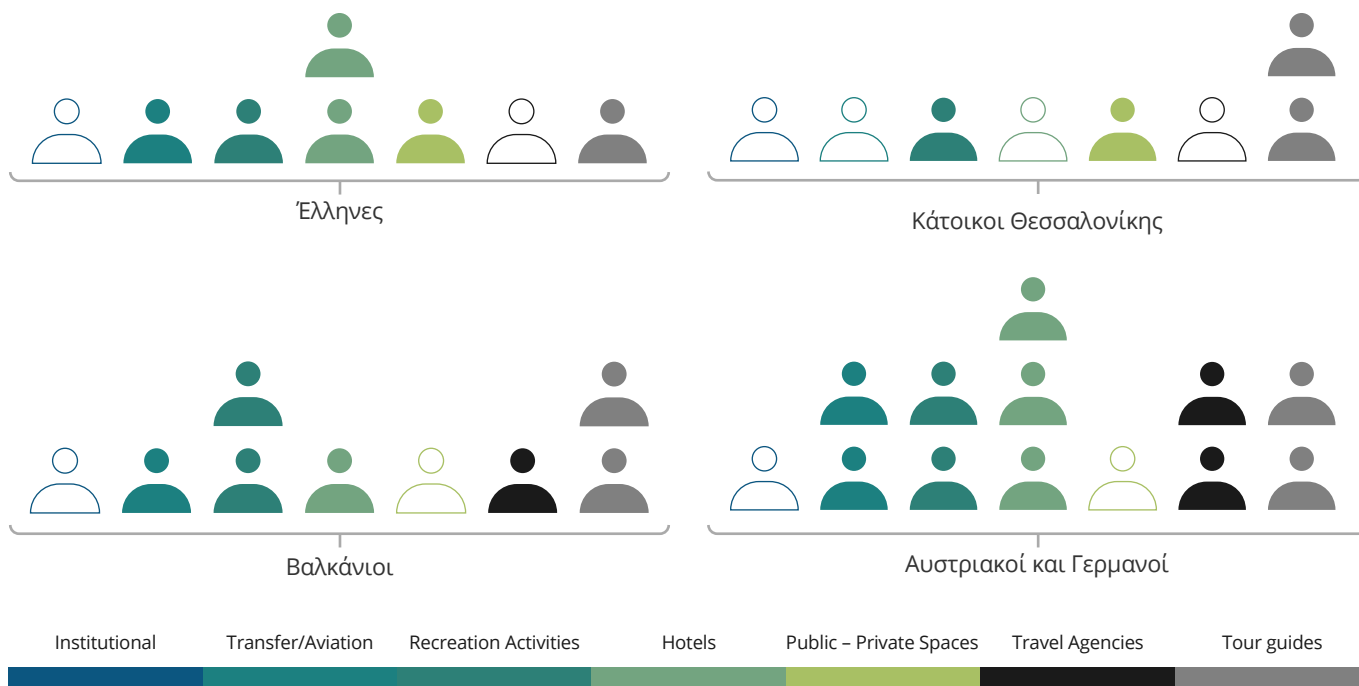 Έλληνες
Κάτοικοι Θεσσαλονίκης
Βαλκάνιοι
Αυστριακοί και Γερμανοί
Institutional
Transfer/Aviation
Recreation Activities
Hotels
Public – Private Spaces
Travel Agencies
Tour guides